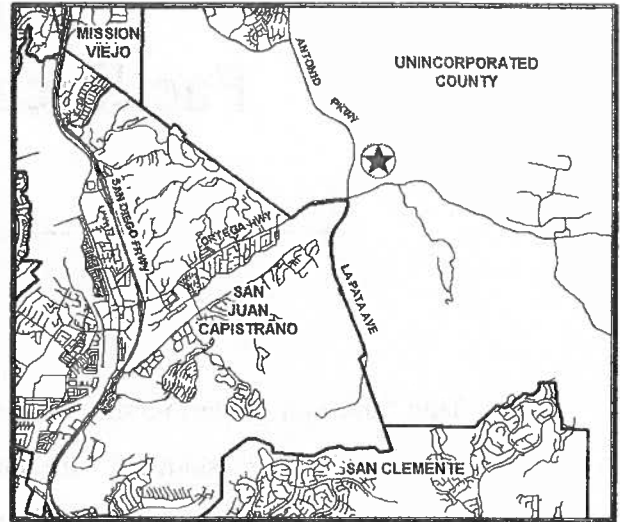 MISSION
VIEJO
ANTONIO
PKWY
UNINCORPORATED
COUNTY
SAN DIEGO FRWY
ORTEGA HWY
SAN
JUAN
CAPISTRANO
LA PATA AVE
SAN CLEMENTE